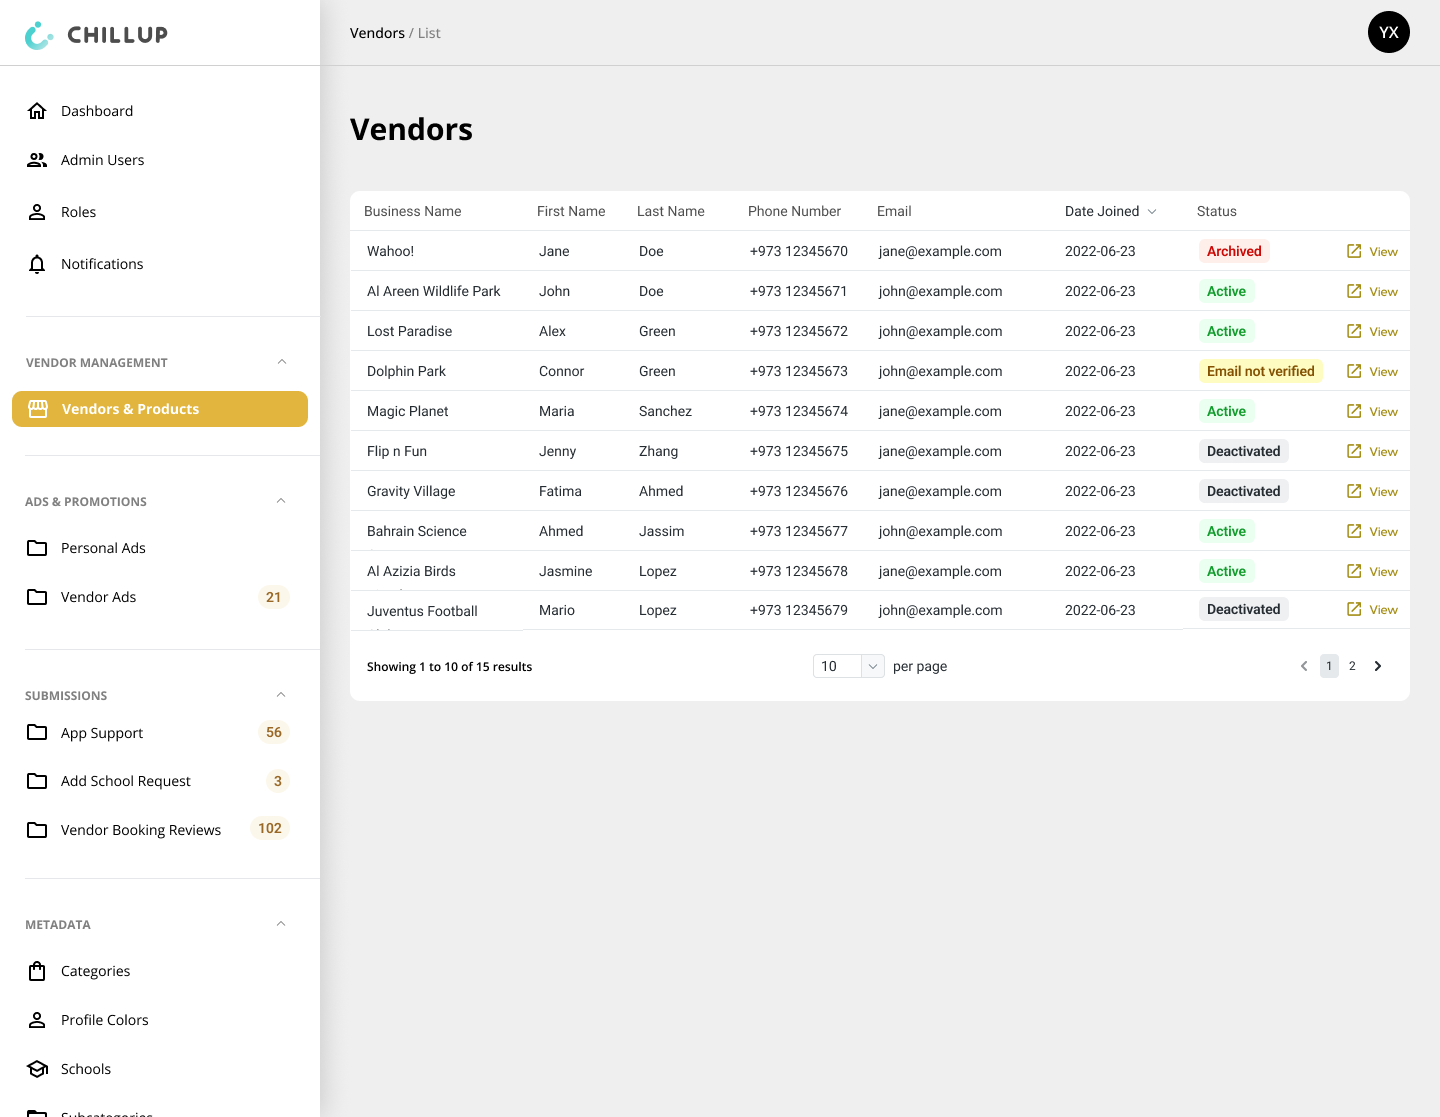 CHILLUP
Vendors / List
YX
Dashboard
Admin Users
Roles
Notifications
VENDOR MANAGEMENT
Vendors & Products
ADS & PROMOTIONS
Personal Ads
Vendor Ads 21
SUBMISSIONS
App Support 56
Add School Request 3
Vendor Booking Reviews 102
METADATA
Categories
Profile Colors
Schools
Subcategories
Vendors
Business Name First Name Last Name Phone Number Email Date Joined Status
Wahoo! Jane Doe +973 12345670 jane@example.com 2022-06-23 Archived View
Al Areen Wildlife Park John Doe +973 12345671 john@example.com 2022-06-23 Active View
Lost Paradise Alex Green +973 12345672 john@example.com 2022-06-23 Active View
Dolphin Park Connor Green +973 12345673 john@example.com 2022-06-23 Email not verified View
Magic Planet Maria Sanchez +973 12345674 jane@example.com 2022-06-23 Active View
Flip n Fun Jenny Zhang +973 12345675 jane@example.com 2022-06-23 Deactivated View
Gravity Village Fatima Ahmed +973 12345676 jane@example.com 2022-06-23 Deactivated View
Bahrain Science Ahmed Jassim +973 12345677 john@example.com 2022-06-23 Active View
Al Azizia Birds Jasmine Lopez +973 12345678 jane@example.com 2022-06-23 Active View
Juventus Football Mario Lopez +973 12345679 john@example.com 2022-06-23 Deactivated View
Showing 1 to 10 of 15 results 10 per page 1 2